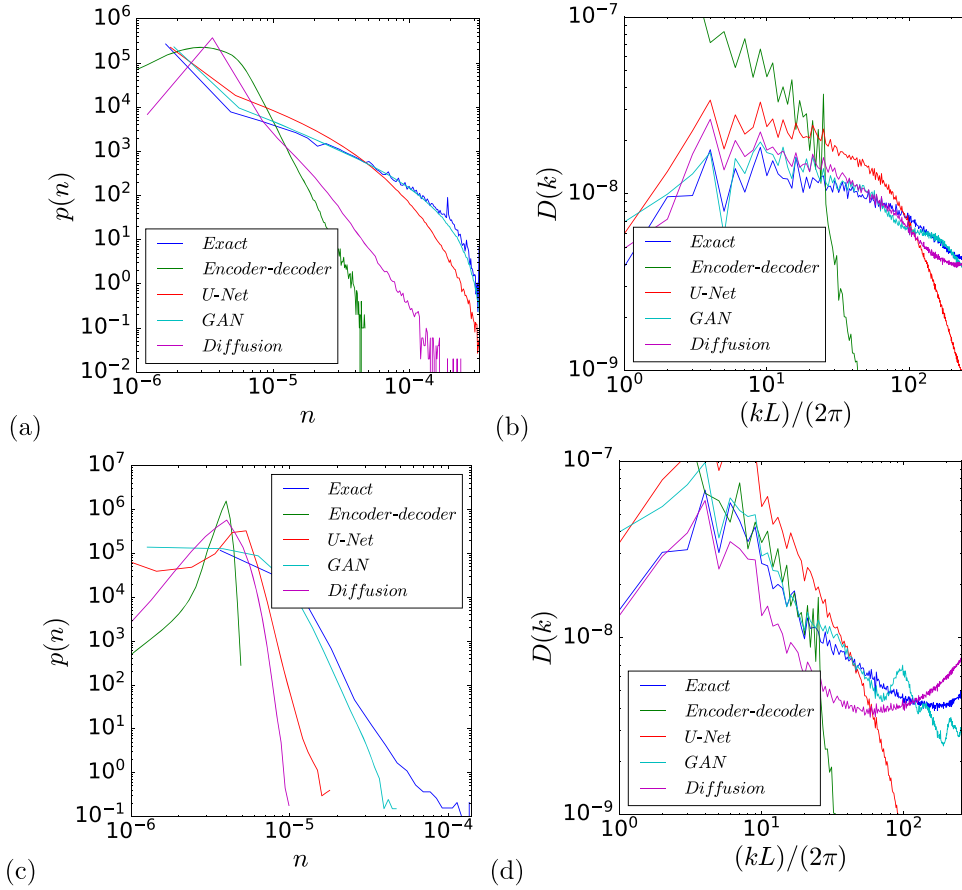 10^6
10^5
10^4
10^3
10^2
10^1
10^0
10^-1
10^-2
p(n)
Exact
Encoder-decoder
U-Net
GAN
Diffusion
10^-6
10^-5
10^-4
n
(a)
10^-7
10^-8
10^-9
D(k)
Exact
Encoder-decoder
U-Net
GAN
Diffusion
10^0
10^1
10^2
(kL)/(2π)
(b)
10^7
10^6
10^5
10^4
10^3
10^2
10^1
10^0
10^-1
p(n)
Exact
Encoder-decoder
U-Net
GAN
Diffusion
10^-6
10^-5
10^-4
n
(c)
10^-7
10^-8
10^-9
D(k)
Exact
Encoder-decoder
U-Net
GAN
Diffusion
10^0
10^1
10^2
(kL)/(2π)
(d)